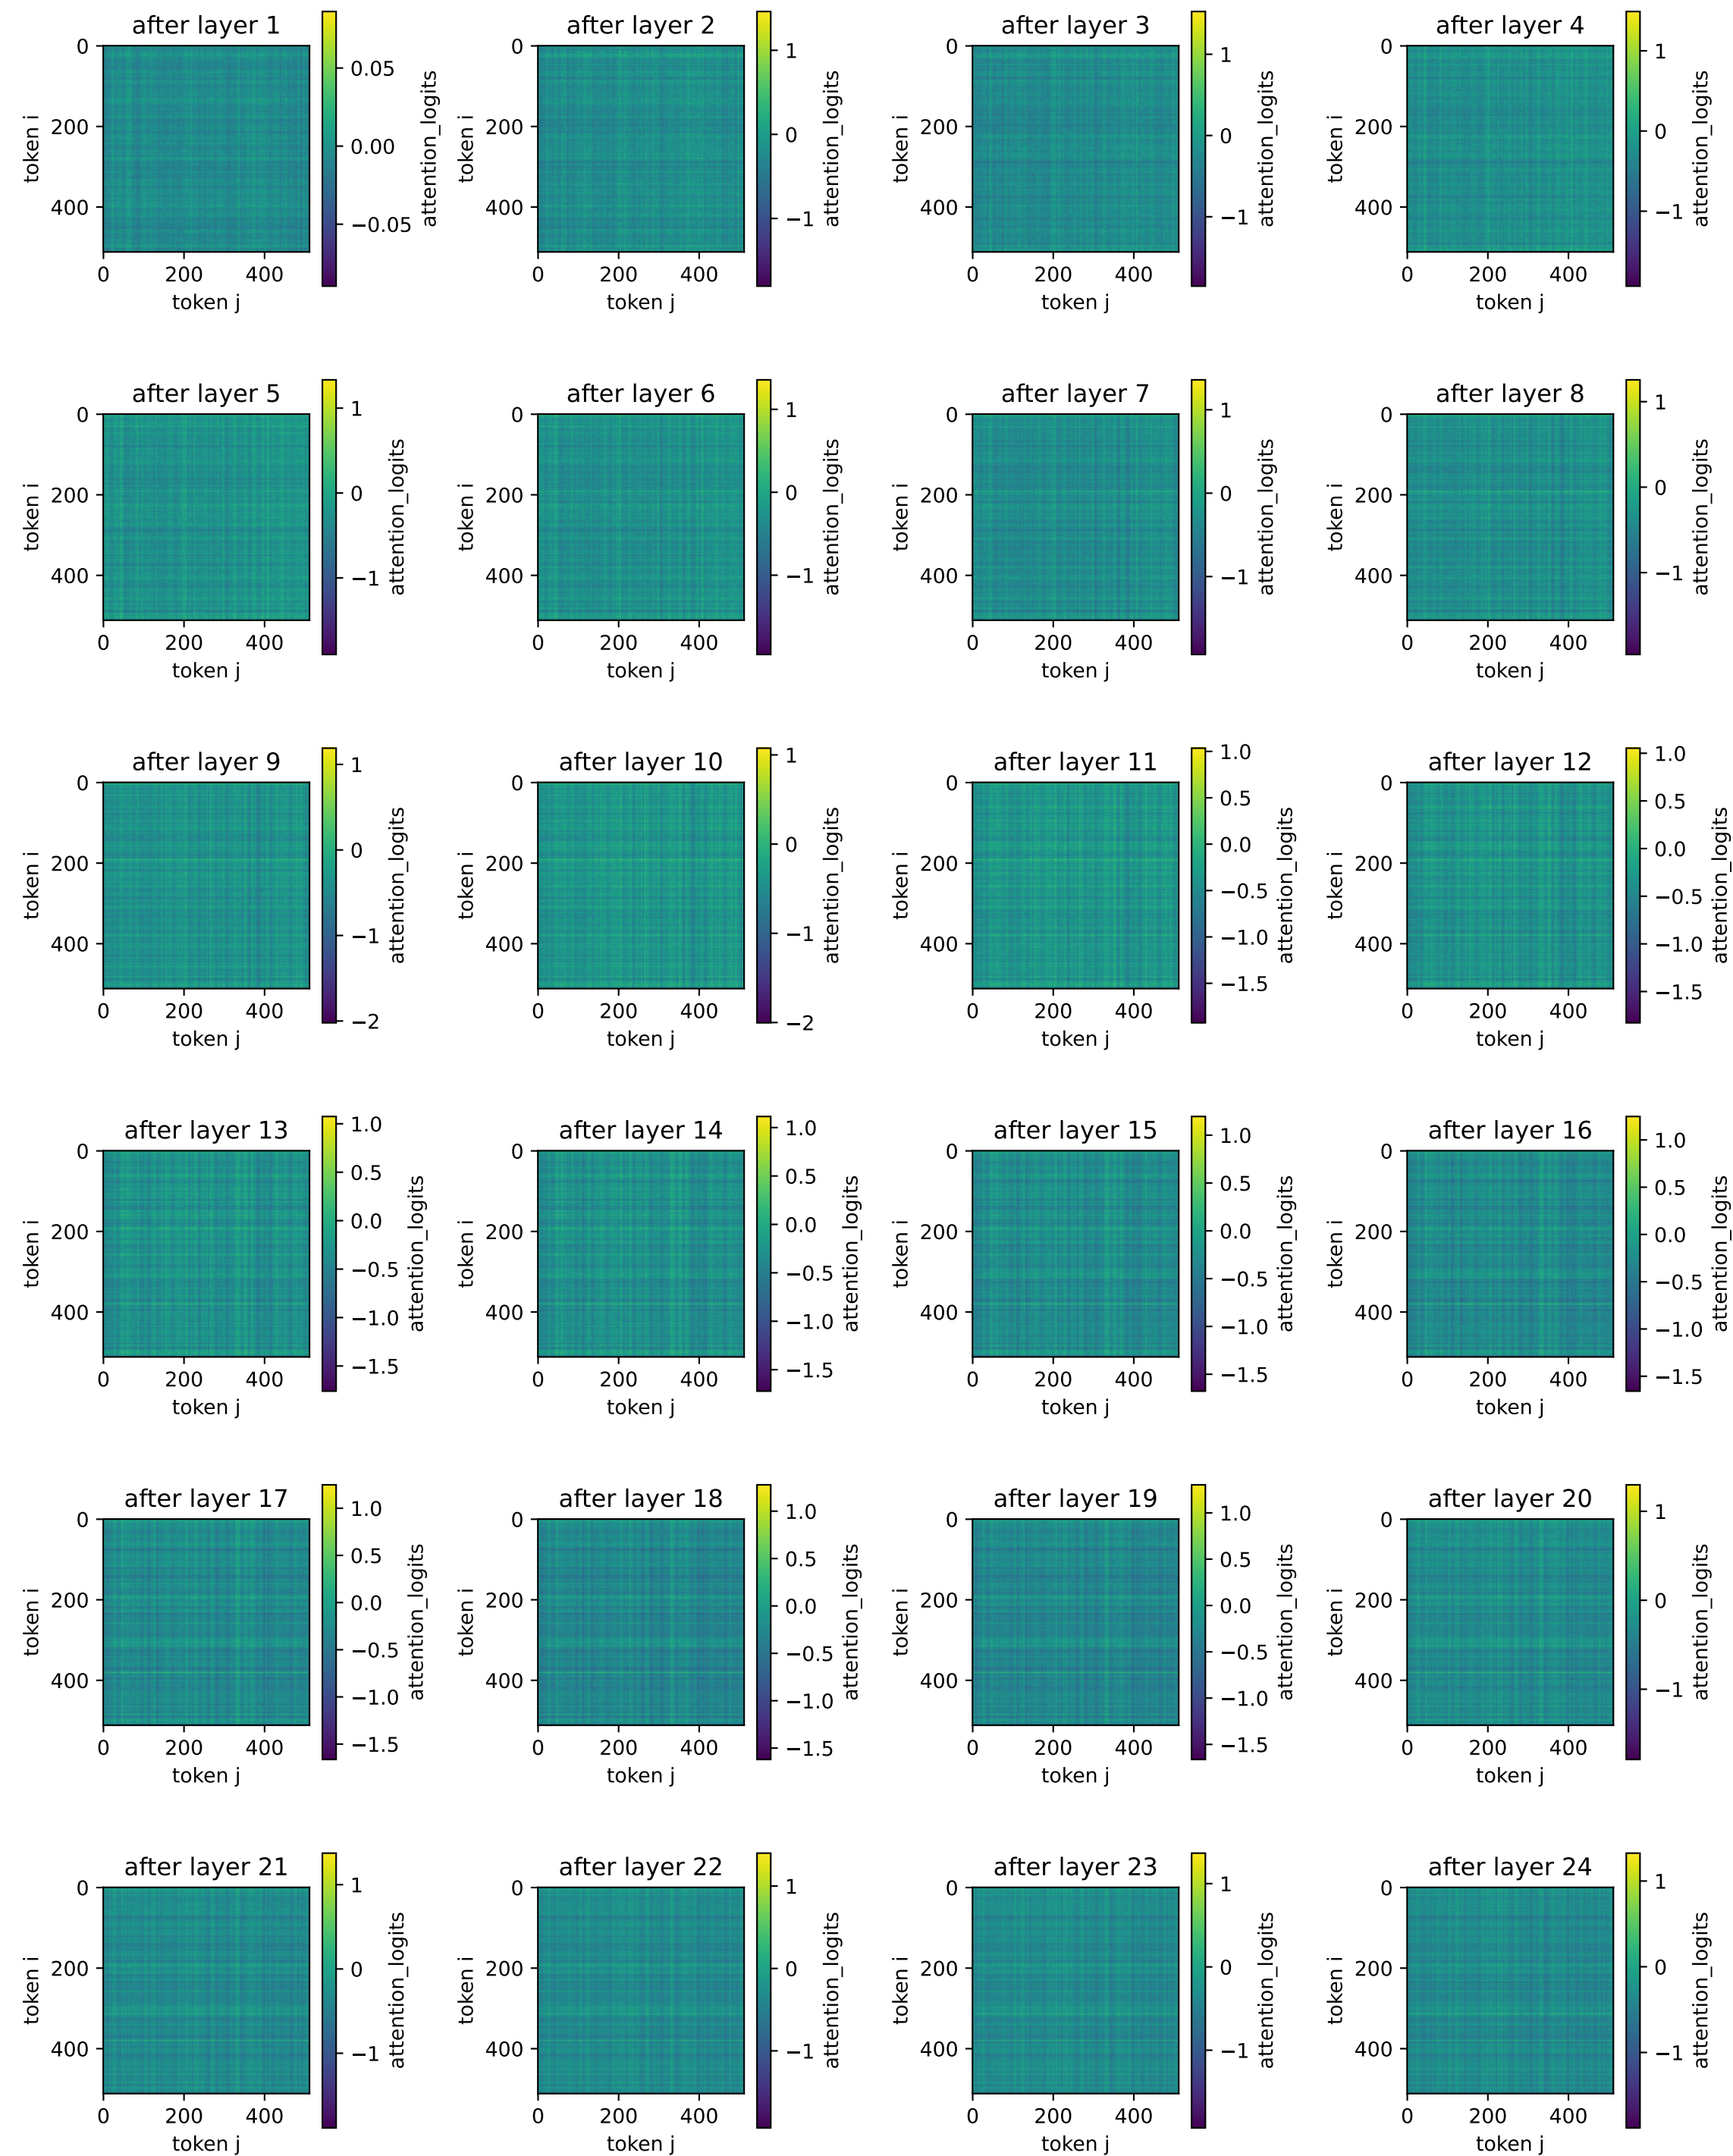 after layer 1
0
200
400
token i
0 200 400
token j
0.05
0.00
−0.05
attention_logits
after layer 2
0
200
400
token i
0 200 400
token j
1
0
−1
attention_logits
after layer 3
0
200
400
token i
0 200 400
token j
1
0
−1
attention_logits
after layer 4
0
200
400
token i
0 200 400
token j
1
0
−1
attention_logits
after layer 5
0
200
400
token i
0 200 400
token j
1
0
−1
attention_logits
after layer 6
0
200
400
token i
0 200 400
token j
1
0
−1
attention_logits
after layer 7
0
200
400
token i
0 200 400
token j
1
0
−1
attention_logits
after layer 8
0
200
400
token i
0 200 400
token j
1
0
−1
attention_logits
after layer 9
0
200
400
token i
0 200 400
token j
1
0
−1
−2
attention_logits
after layer 10
0
200
400
token i
0 200 400
token j
1
0
−1
−2
attention_logits
after layer 11
0
200
400
token i
0 200 400
token j
1.0
0.5
0.0
−0.5
−1.0
−1.5
attention_logits
after layer 12
0
200
400
token i
0 200 400
token j
1.0
0.5
0.0
−0.5
−1.0
−1.5
attention_logits
after layer 13
0
200
400
token i
0 200 400
token j
1.0
0.5
0.0
−0.5
−1.0
−1.5
attention_logits
after layer 14
0
200
400
token i
0 200 400
token j
1.0
0.5
0.0
−0.5
−1.0
−1.5
attention_logits
after layer 15
0
200
400
token i
0 200 400
token j
1.0
0.5
0.0
−0.5
−1.0
−1.5
attention_logits
after layer 16
0
200
400
token i
0 200 400
token j
1.0
0.5
0.0
−0.5
−1.0
−1.5
attention_logits
after layer 17
0
200
400
token i
0 200 400
token j
1.0
0.5
0.0
−0.5
−1.0
−1.5
attention_logits
after layer 18
0
200
400
token i
0 200 400
token j
1.0
0.5
0.0
−0.5
−1.0
−1.5
attention_logits
after layer 19
0
200
400
token i
0 200 400
token j
1.0
0.5
0.0
−0.5
−1.0
−1.5
attention_logits
after layer 20
0
200
400
token i
0 200 400
token j
1
0
−1
attention_logits
after layer 21
0
200
400
token i
0 200 400
token j
1
0
−1
attention_logits
after layer 22
0
200
400
token i
0 200 400
token j
1
0
−1
attention_logits
after layer 23
0
200
400
token i
0 200 400
token j
1
0
−1
attention_logits
after layer 24
0
200
400
token i
0 200 400
token j
1
0
−1
attention_logits